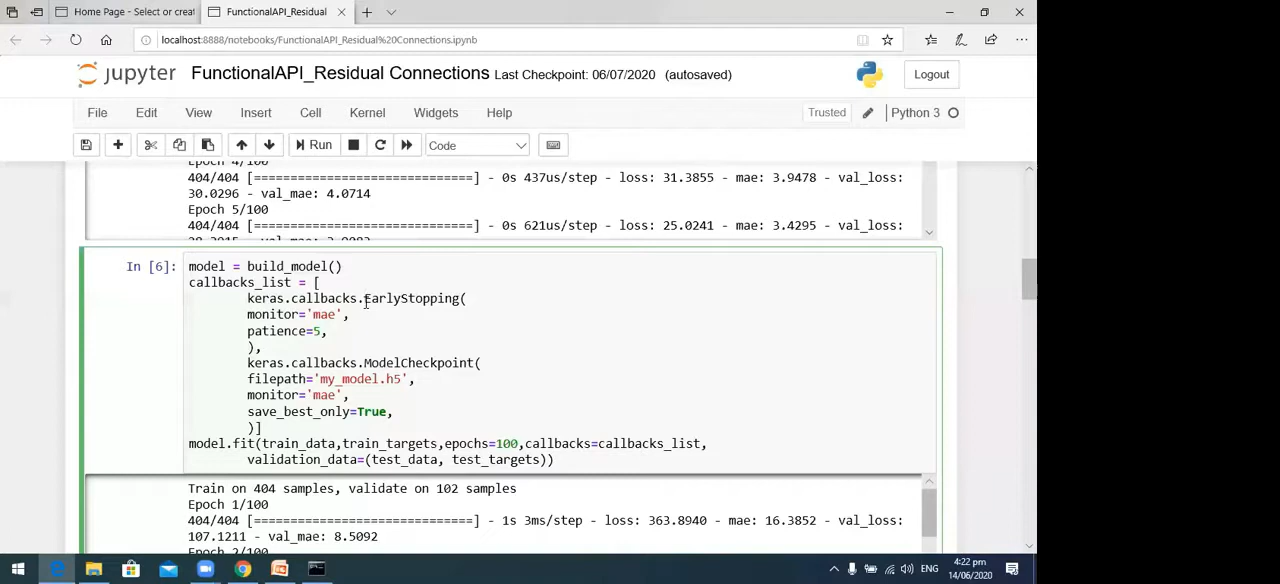 Home Page - Select or creat
FunctionalAPI_Residual
localhost:8888/notebooks/FunctionalAPI_Residual%20Connections.ipynb
jupyter FunctionalAPI_Residual Connections Last Checkpoint: 06/07/2020 (autosaved)
Logout
File Edit View Insert Cell Kernel Widgets Help
Trusted Python 3
Run Code
Epoch 4/100
404/404 [==============================] - 0s 437us/step - loss: 31.3855 - mae: 3.9478 - val_loss:
30.0296 - val_mae: 4.0714
Epoch 5/100
404/404 [==============================] - 0s 621us/step - loss: 25.0241 - mae: 3.4295 - val_loss:
In [6]: model = build_model()
callbacks_list = [
keras.callbacks.EarlyStopping(
monitor='mae',
patience=5,
),
keras.callbacks.ModelCheckpoint(
filepath='my_model.h5',
monitor='mae',
save_best_only=True,
)]
model.fit(train_data,train_targets,epochs=100,callbacks=callbacks_list,
validation_data=(test_data, test_targets))
Train on 404 samples, validate on 102 samples
Epoch 1/100
404/404 [==============================] - 1s 3ms/step - loss: 363.8940 - mae: 16.3852 - val_loss:
107.1211 - val_mae: 8.5092
Epoch 2/100
ENG
4:22 pm
14/06/2020